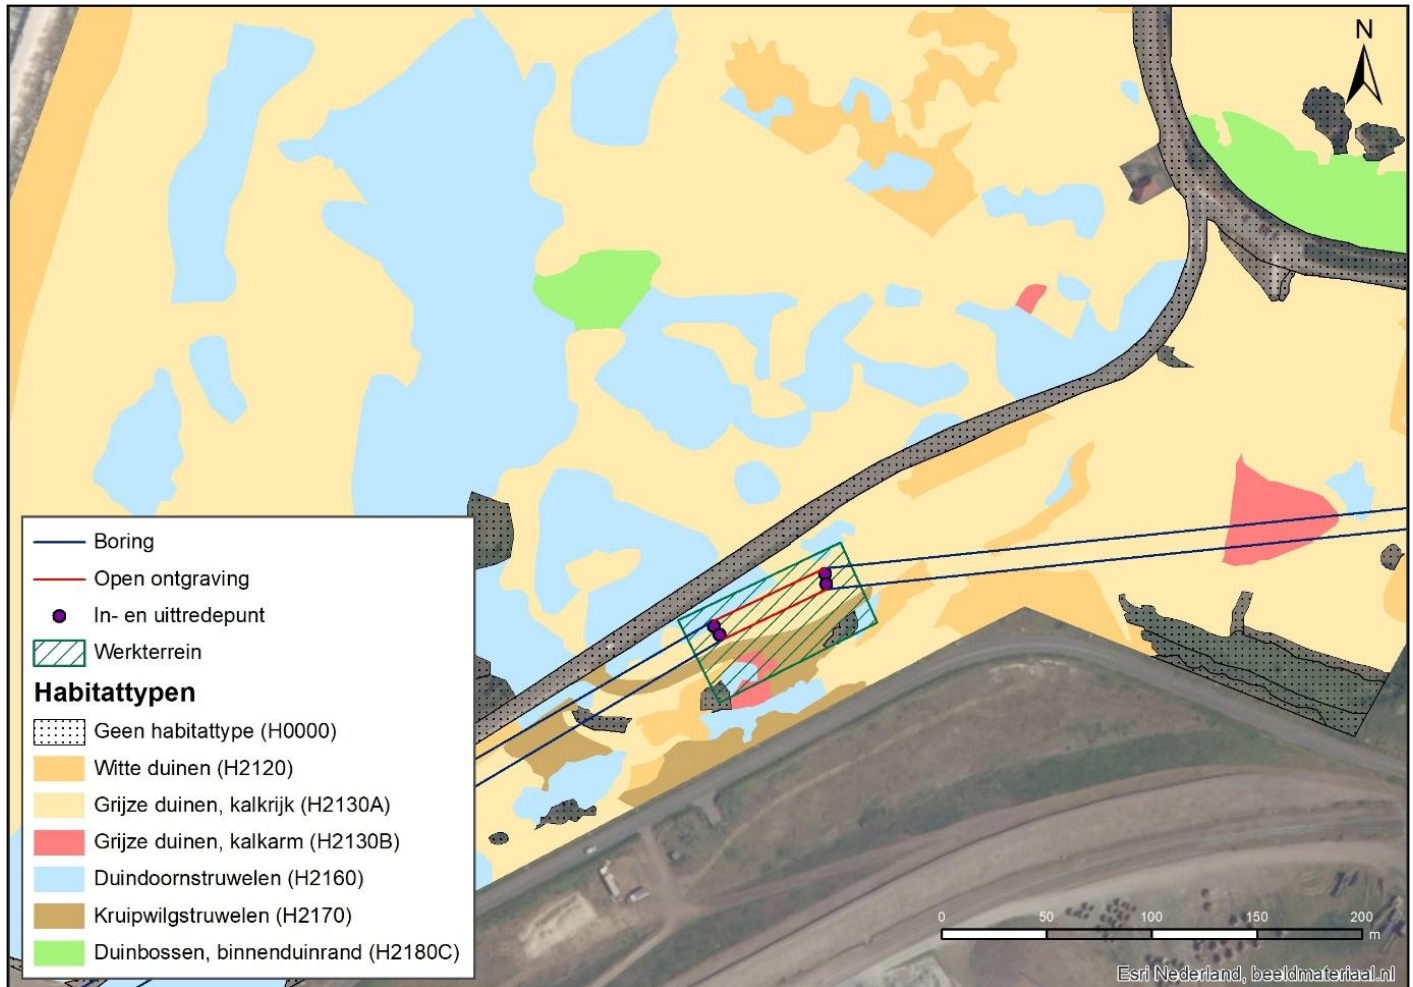 N
Boring
Open ontgraving
In- en uittredepunt
Werkterrein
Habitattypen
Geen habitattype (H0000)
Witte duinen (H2120)
Grijze duinen, kalkrijk (H2130A)
Grijze duinen, kalkarm (H2130B)
Duindoornstruwelen (H2160)
Kruipwilgstruwelen (H2170)
Duinbossen, binnenduinrand (H2180C)
0 50 100 150 200
m
Esri Nederland, beeldmateriaal.nl